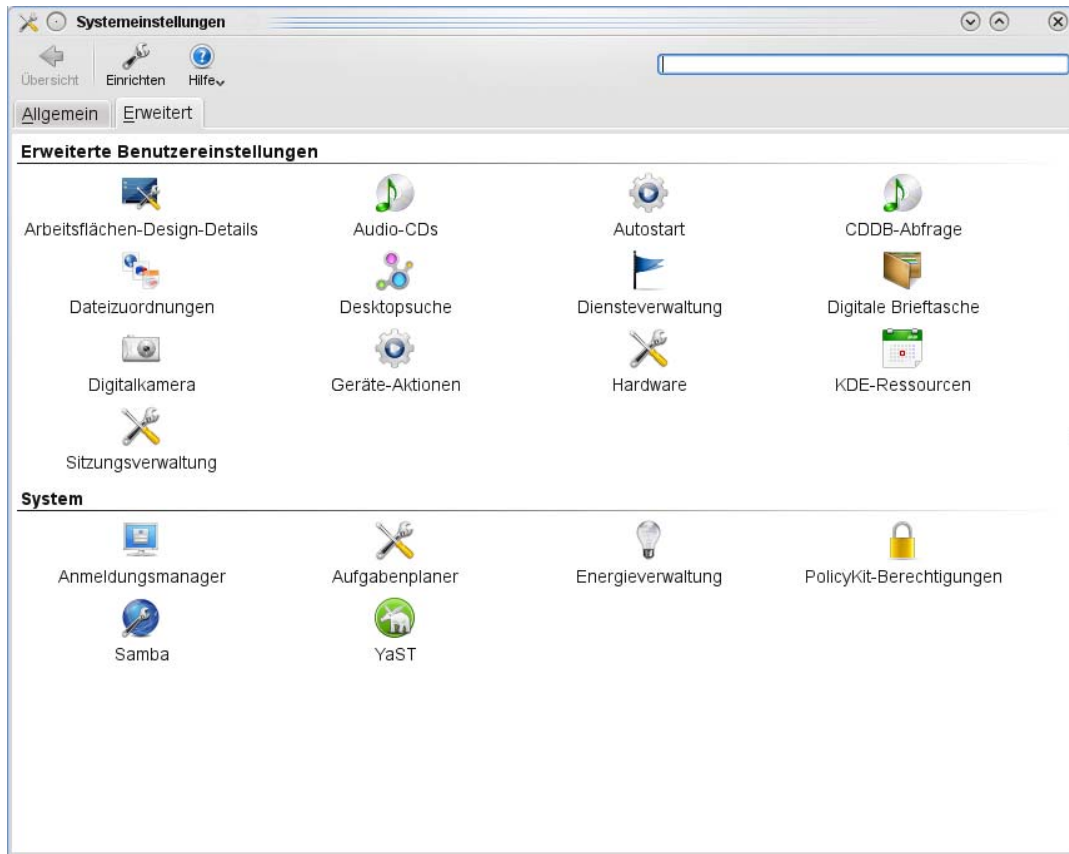 Systemeinstellungen
Übersicht Einrichten Hilfe
Allgemein Erweitert
Erweiterte Benutzereinstellungen
Arbeitsflächen-Design-Details Audio-CDs Autostart CDDB-Abfrage
Dateizuordnungen Desktopsuche Diensteverwaltung Digitale Brieftasche
Digitalkamera Geräte-Aktionen Hardware KDE-Ressourcen
Sitzungsverwaltung
System
Anmeldungsmanager Aufgabenplaner Energieverwaltung PolicyKit-Berechtigungen
Samba YaST